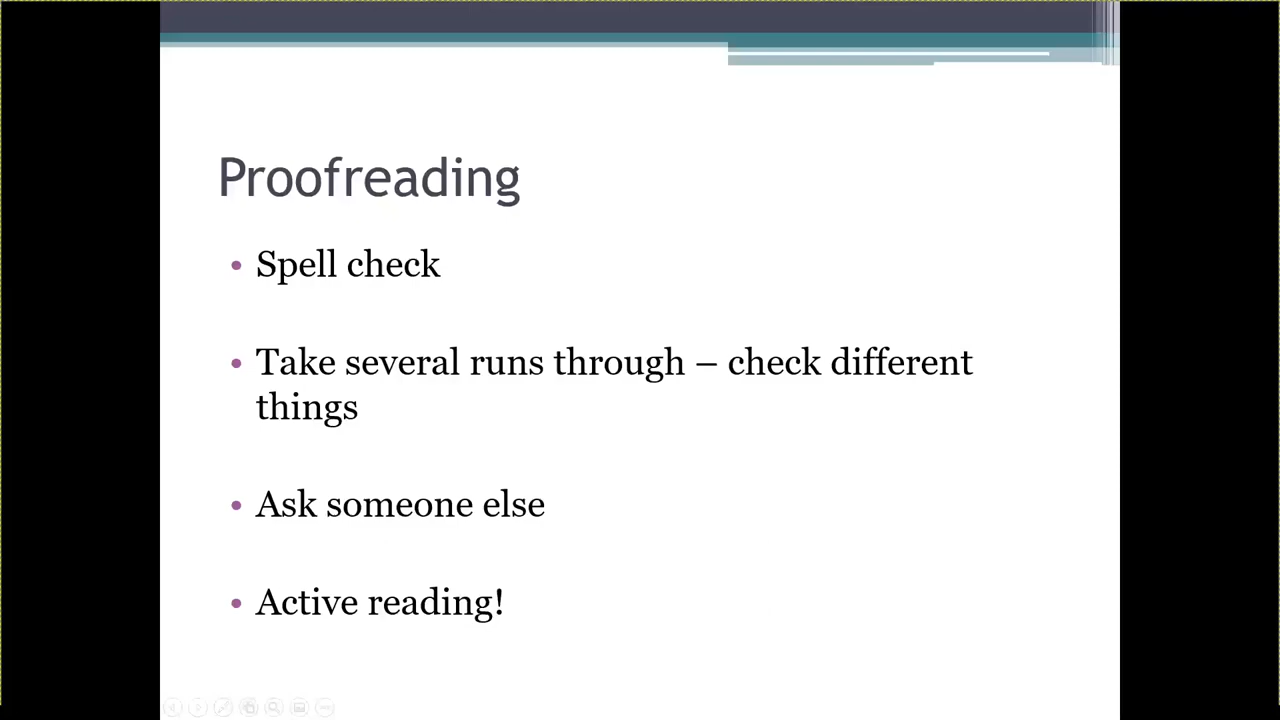 Proofreading
• Spell check
• Take several runs through – check different
things
• Ask someone else
• Active reading!